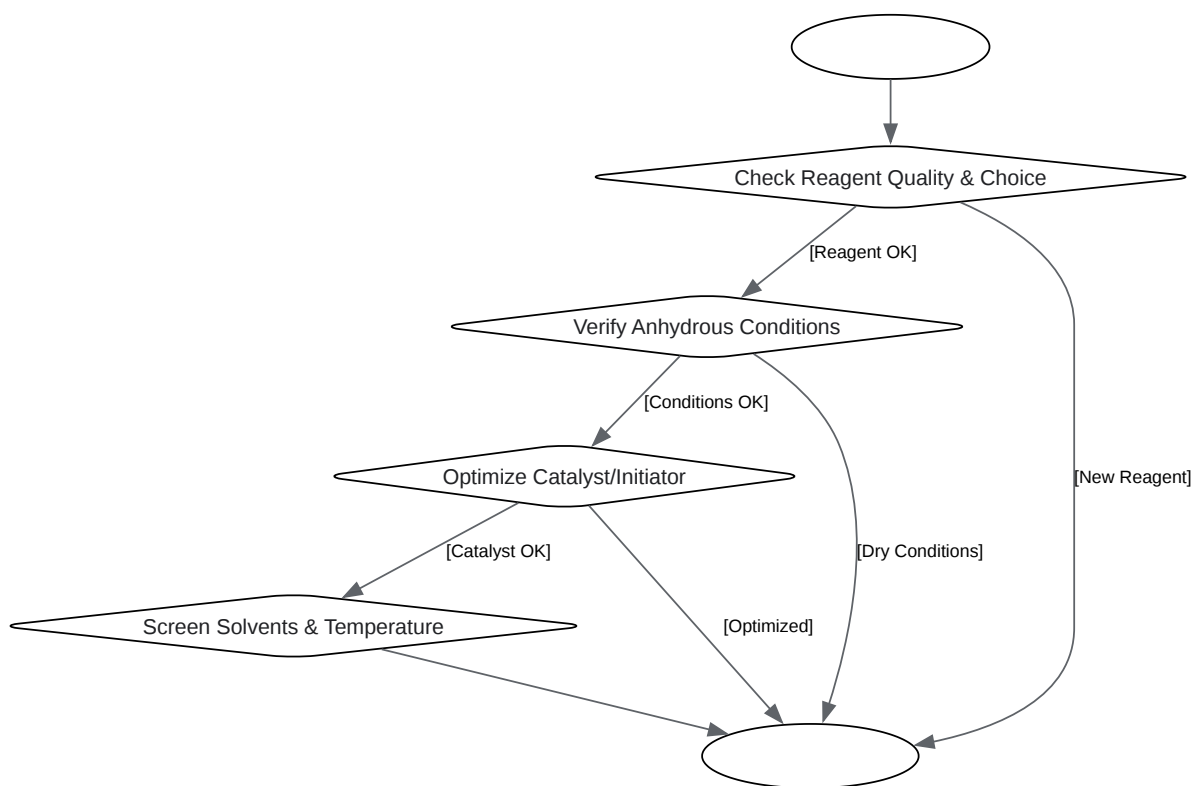 Check Reagent Quality & Choice
[Reagent OK]
Verify Anhydrous Conditions
[Conditions OK]
Optimize Catalyst/Initiator
[New Reagent]
[Catalyst OK]
[Dry Conditions]
Screen Solvents & Temperature
[Optimized]